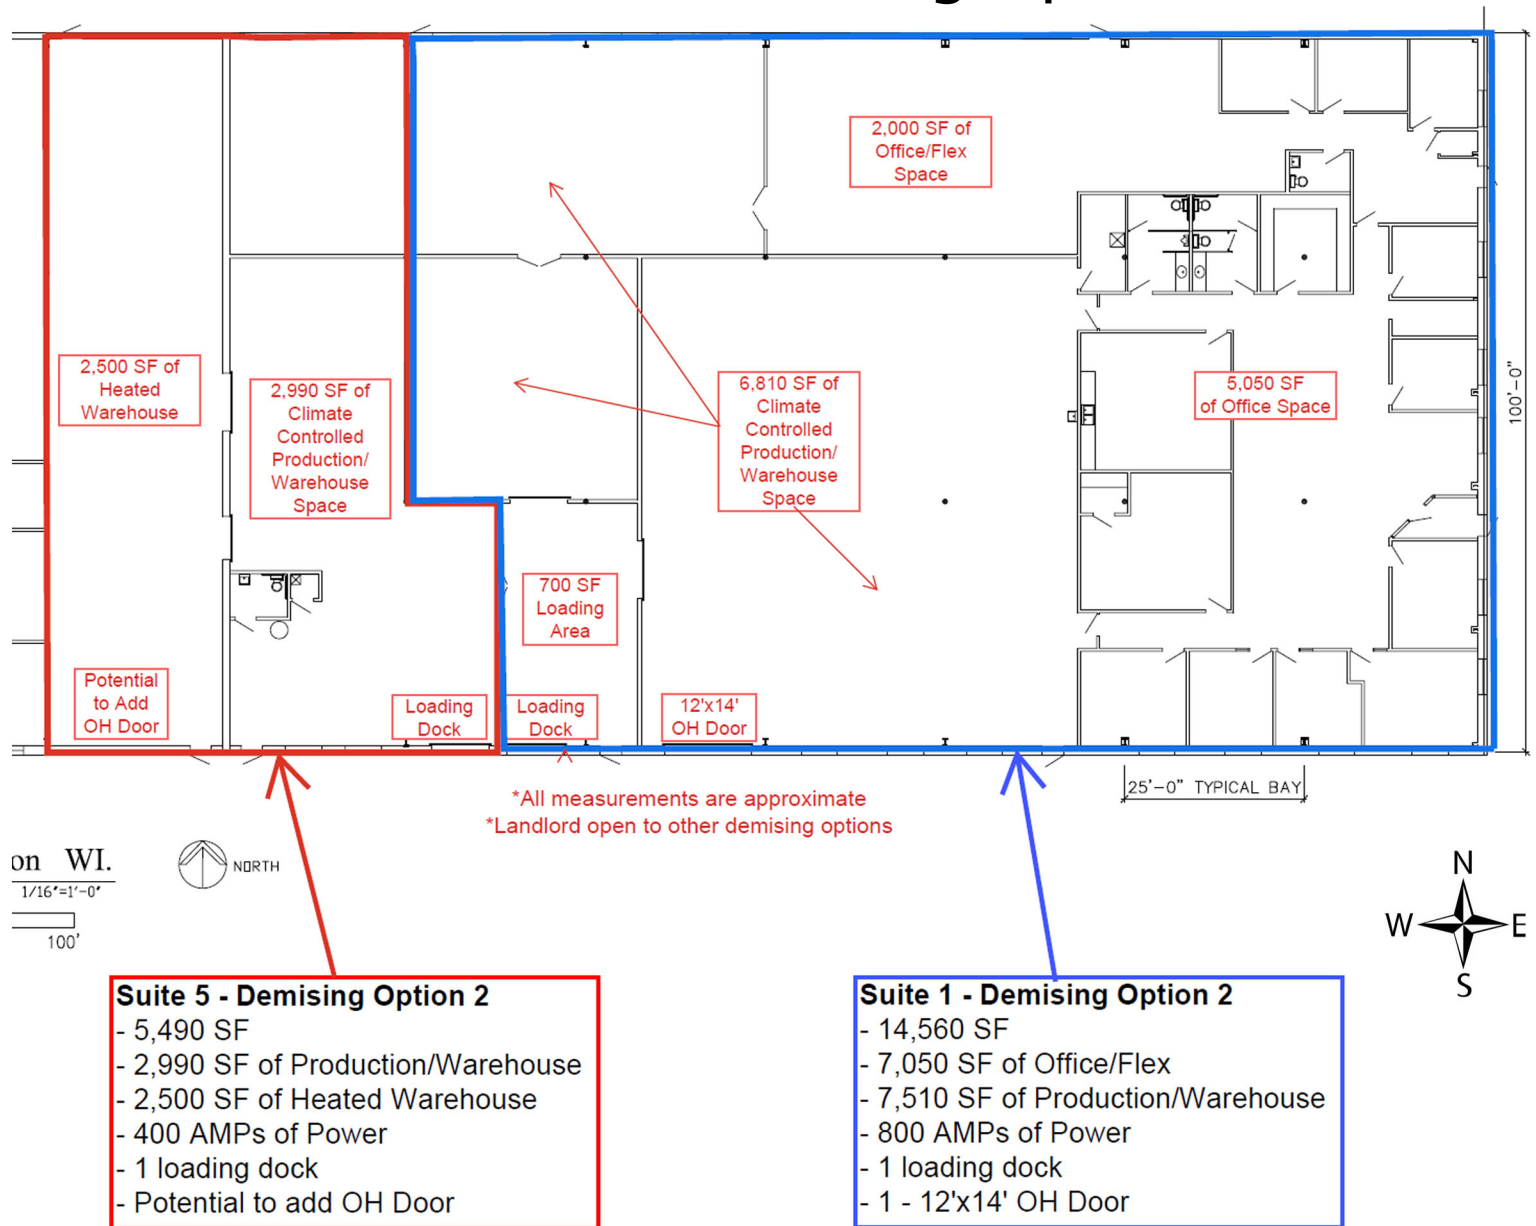 2,000 SF of
Office/Flex
Space
2,500 SF of
Heated
Warehouse
2,990 SF of
Climate
Controlled
Production/
Warehouse
Space
6,810 SF of
Climate
Controlled
Production/
Warehouse
Space
5,050 SF
of Office Space
100'-0"
700 SF
Loading
Area
Potential
to Add
OH Door
Loading
Dock
Loading
Dock
12'x14'
OH Door
25'-0" TYPICAL BAY
*All measurements are approximate
*Landlord open to other demising options
on WI.
1/16"=1'-0"
100'
NORTH
N
W
E
S
Suite 5 - Demising Option 2
- 5,490 SF
- 2,990 SF of Production/Warehouse
- 2,500 SF of Heated Warehouse
- 400 AMPs of Power
- 1 loading dock
- Potential to add OH Door
Suite 1 - Demising Option 2
- 14,560 SF
- 7,050 SF of Office/Flex
- 7,510 SF of Production/Warehouse
- 800 AMPs of Power
- 1 loading dock
- 1 - 12'x14' OH Door